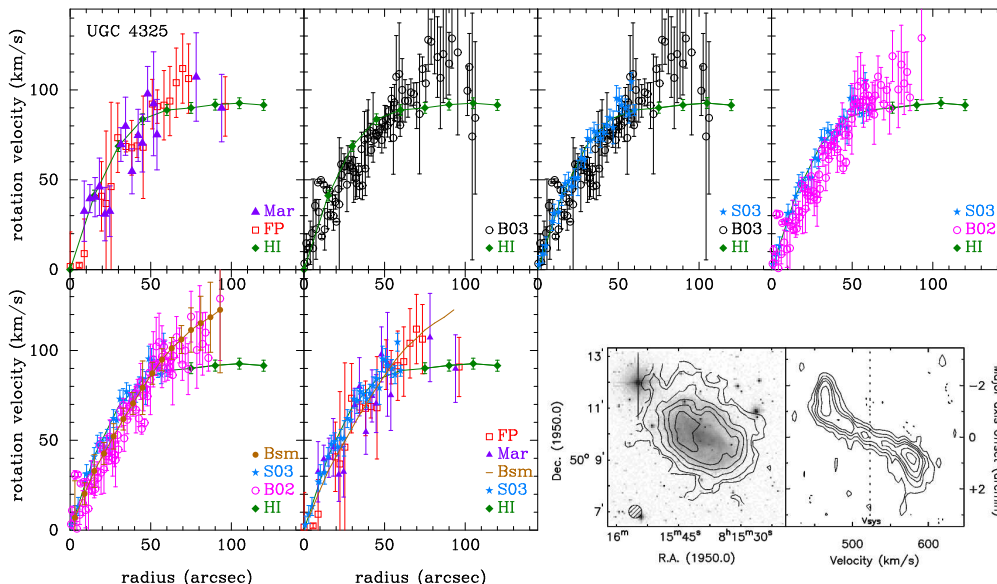 UGC 4325
rotation velocity (km/s)
100
50
0
Mar
FP
HI
B03
HI
S03
B03
HI
S03
B02
HI
0 50 100
0 50 100
0 50 100
0 50 100
rotation velocity (km/s)
100
50
0
Bsm
S03
B02
HI
FP
Mar
Bsm
S03
HI
0 50 100
0 50 100
radius (arcsec)
radius (arcsec)
Dec. (1950.0)
13'
11'
50° 9'
7'
16ᵐ 15ᵐ45ˢ 8ʰ15ᵐ30ˢ
R.A. (1950.0)
−2
0
+2
Vsys
500 600
Velocity (km/s)